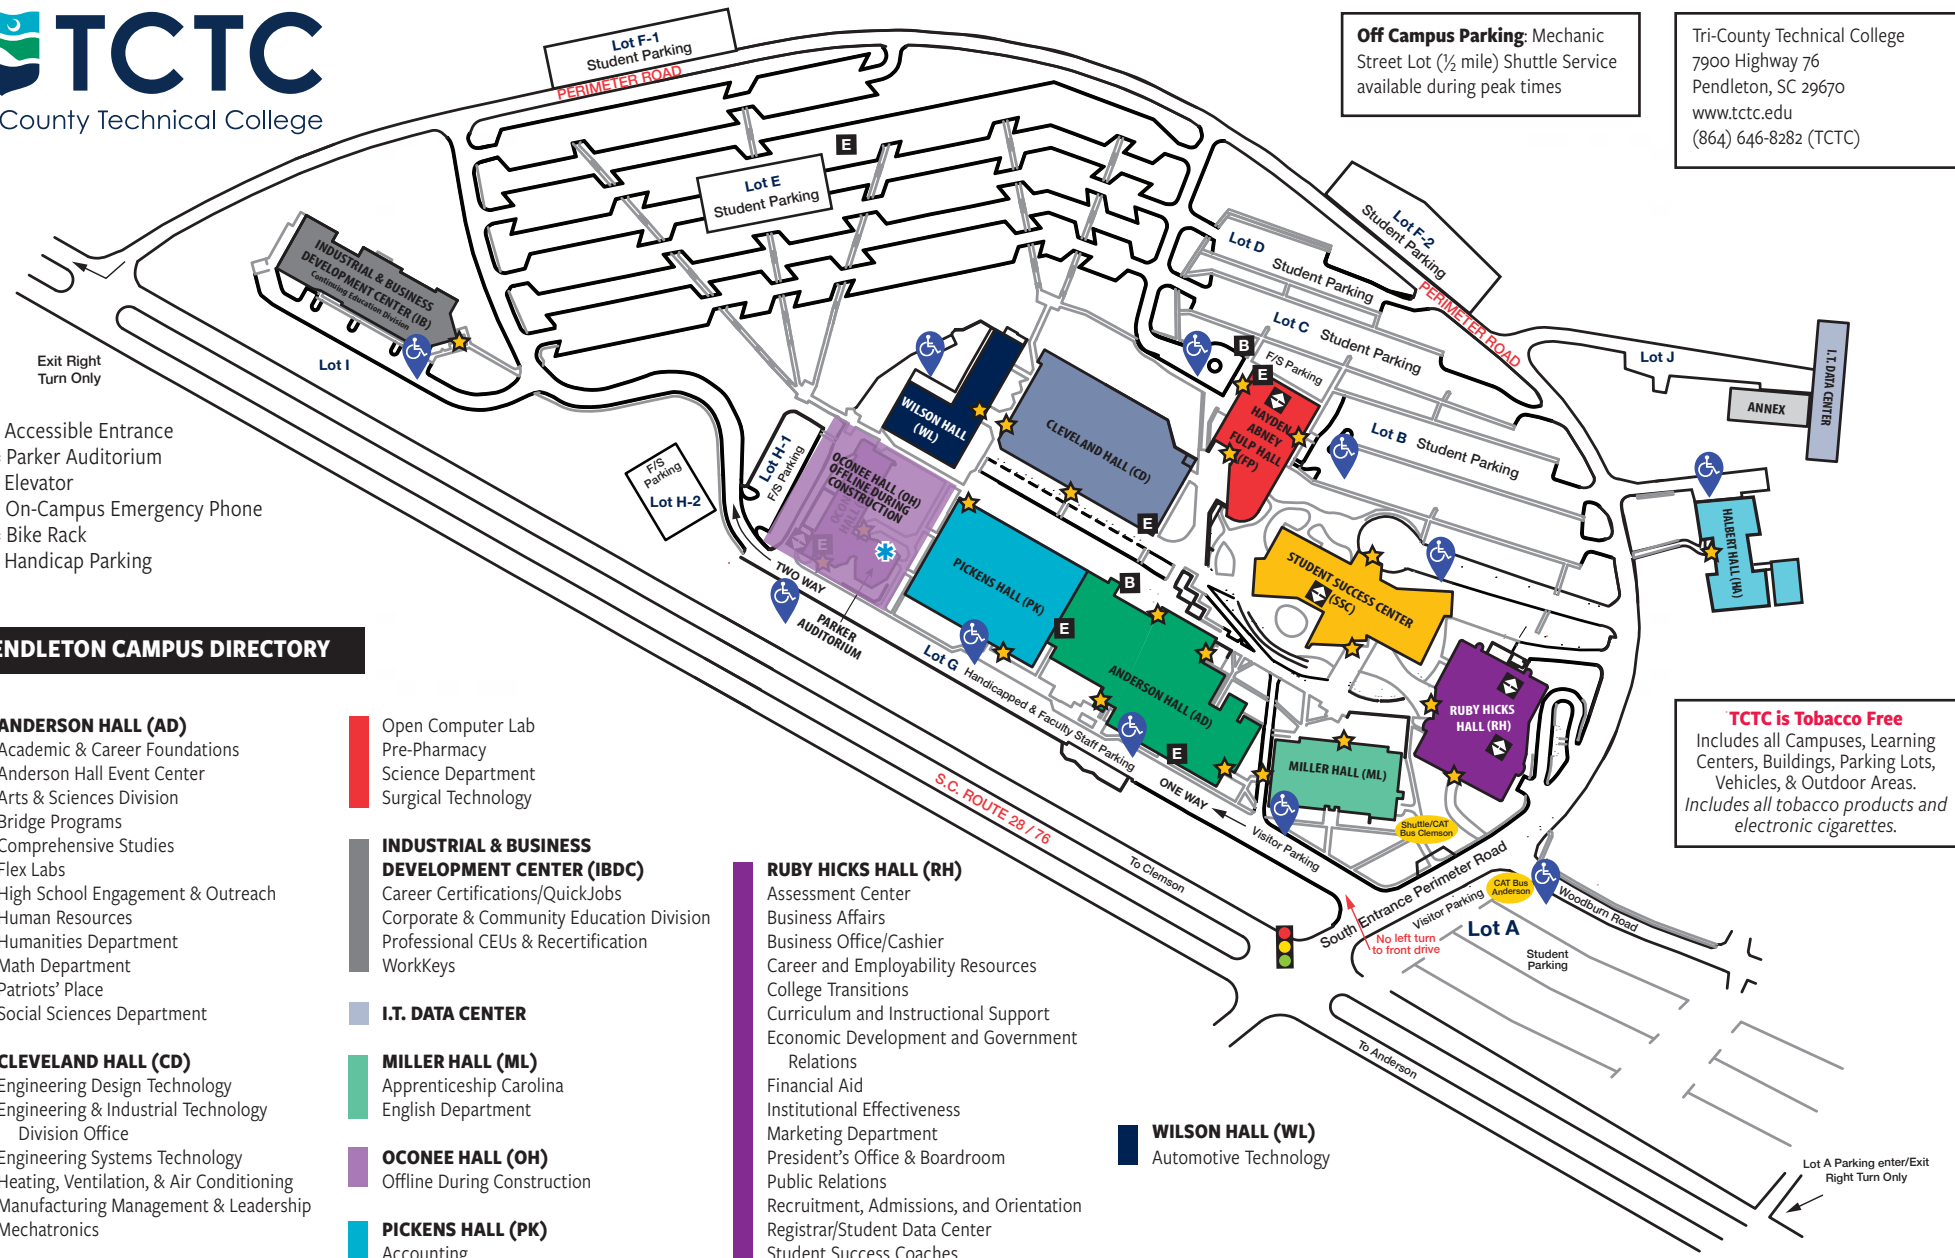 TCTC
County Technical College
Lot F-1
Student Parking
PERIMETER ROAD
Off Campus Parking: Mechanic
Street Lot (½ mile) Shuttle Service
available during peak times
Tri-County Technical College
7900 Highway 76
Pendleton, SC 29670
www.tctc.edu
(864) 646-8282 (TCTC)
E
Lot E
Student Parking
Lot F-2
Student Parking
PERIMETER ROAD
Lot D
Student Parking
Lot C
Student Parking
F/S Parking
B
E
Lot J
I.T. DATA CENTER
ANNEX
INDUSTRIAL & BUSINESS
DEVELOPMENT CENTER (IB)
Continuing Education Division
Lot I
Exit Right
Turn Only
Accessible Entrance
Parker Auditorium
Elevator
On-Campus Emergency Phone
Bike Rack
Handicap Parking
WILSON HALL
(WL)
CLEVELAND HALL (CD)
HAYDEN
ABNEY
FULP HALL
(FP)
Lot B
Student Parking
Lot H-1
F/S Parking
F/S
Parking
Lot H-2
OCONEE HALL (OH)
OFFLINE DURING
CONSTRUCTION
E
E
HALBERT HALL (HA)
PICKENS HALL (PK)
B
STUDENT SUCCESS CENTER
(SSC)
TWO WAY
PARKER
AUDITORIUM
E
Lot G
Handicapped & Faculty Staff Parking
ANDERSON HALL (AD)
E
RUBY HICKS
HALL (RH)
MILLER HALL (ML)
ONE WAY
Visitor Parking
Shuttle/CAT
Bus Clemson
S.C. ROUTE 28 / 76
To Clemson
South Entrance Perimeter Road
Visitor Parking
CAT Bus
Anderson
Woodburn Road
Lot A
No left turn
to front drive
Student
Parking
To Anderson
Lot A Parking enter/Exit
Right Turn Only
TCTC is Tobacco Free
Includes all Campuses, Learning
Centers, Buildings, Parking Lots,
Vehicles, & Outdoor Areas.
Includes all tobacco products and
electronic cigarettes.
ENDLETON CAMPUS DIRECTORY
ANDERSON HALL (AD)
Academic & Career Foundations
Anderson Hall Event Center
Arts & Sciences Division
Bridge Programs
Comprehensive Studies
Flex Labs
High School Engagement & Outreach
Human Resources
Humanities Department
Math Department
Patriots' Place
Social Sciences Department
CLEVELAND HALL (CD)
Engineering Design Technology
Engineering & Industrial Technology
Division Office
Engineering Systems Technology
Heating, Ventilation, & Air Conditioning
Manufacturing Management & Leadership
Mechatronics
Open Computer Lab
Pre-Pharmacy
Science Department
Surgical Technology
INDUSTRIAL & BUSINESS
DEVELOPMENT CENTER (IBDC)
Career Certifications/QuickJobs
Corporate & Community Education Division
Professional CEUs & Recertification
WorkKeys
I.T. DATA CENTER
MILLER HALL (ML)
Apprenticeship Carolina
English Department
OCONEE HALL (OH)
Offline During Construction
PICKENS HALL (PK)
Accounting
RUBY HICKS HALL (RH)
Assessment Center
Business Affairs
Business Office/Cashier
Career and Employability Resources
College Transitions
Curriculum and Instructional Support
Economic Development and Government
Relations
Financial Aid
Institutional Effectiveness
Marketing Department
President's Office & Boardroom
Public Relations
Recruitment, Admissions, and Orientation
Registrar/Student Data Center
Student Success Coaches
WILSON HALL (WL)
Automotive Technology